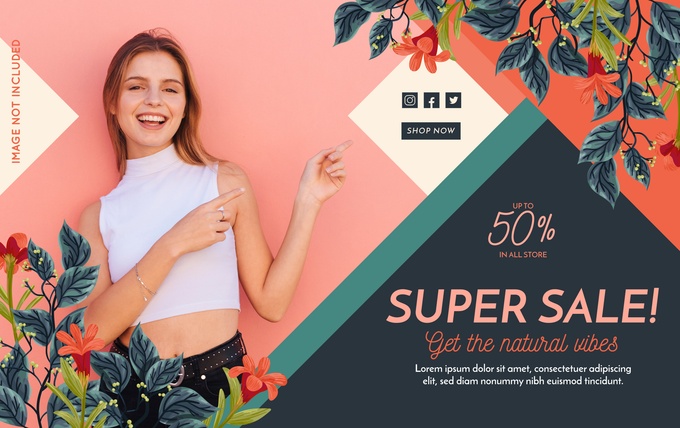 IMAGE NOT INCLUDED
SHOP NOW
UP TO
50%
IN ALL STORE
SUPER SALE!
Get the natural vibes
Lorem ipsum dolor sit amet, consectetuer adipiscing
elit, sed diam nonummy nibh euismod tincidunt.